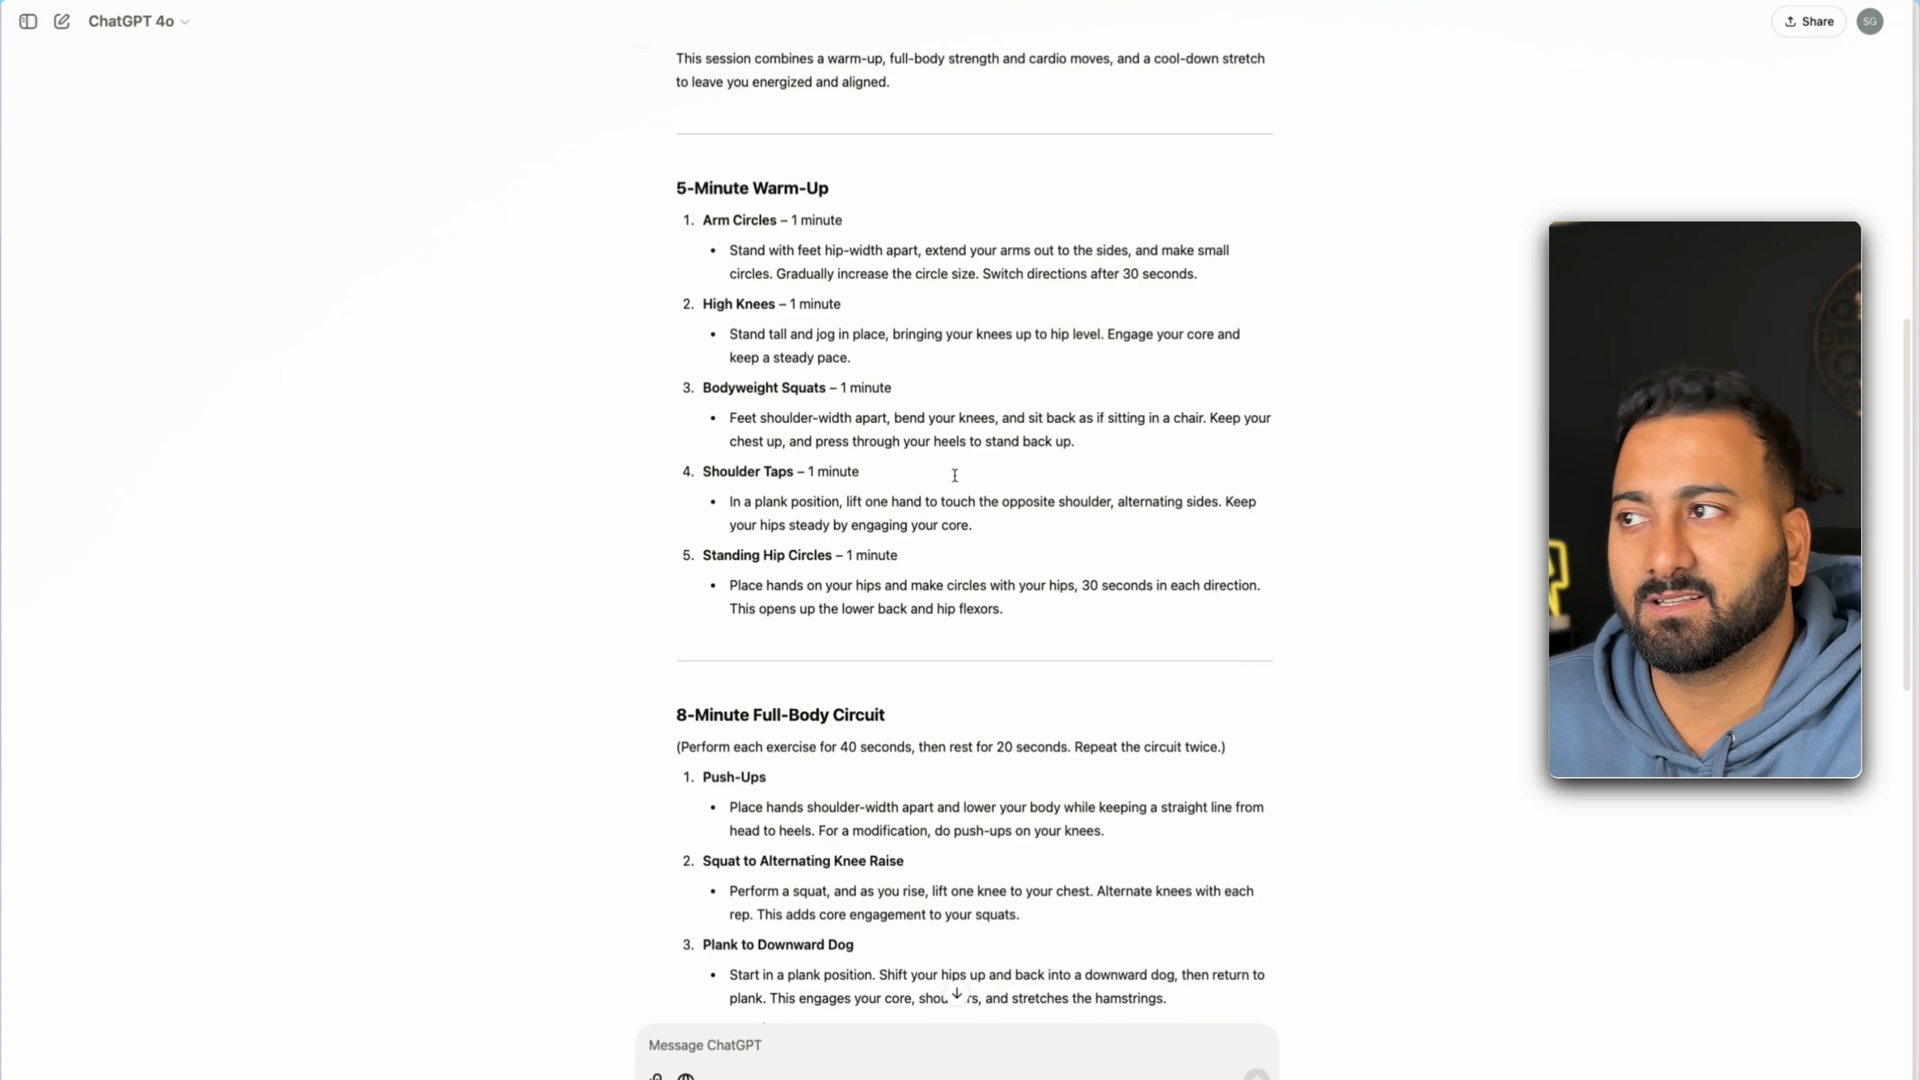 ChatGPT 4o
Share
SG
This session combines a warm-up, full-body strength and cardio moves, and a cool-down stretch
to leave you energized and aligned.
5-Minute Warm-Up
1. Arm Circles – 1 minute
• Stand with feet hip-width apart, extend your arms out to the sides, and make small
circles. Gradually increase the circle size. Switch directions after 30 seconds.
2. High Knees – 1 minute
• Stand tall and jog in place, bringing your knees up to hip level. Engage your core and
keep a steady pace.
3. Bodyweight Squats – 1 minute
• Feet shoulder-width apart, bend your knees, and sit back as if sitting in a chair. Keep your
chest up, and press through your heels to stand back up.
4. Shoulder Taps – 1 minute
• In a plank position, lift one hand to touch the opposite shoulder, alternating sides. Keep
your hips steady by engaging your core.
5. Standing Hip Circles – 1 minute
• Place hands on your hips and make circles with your hips, 30 seconds in each direction.
This opens up the lower back and hip flexors.
8-Minute Full-Body Circuit
(Perform each exercise for 40 seconds, then rest for 20 seconds. Repeat the circuit twice.)
1. Push-Ups
• Place hands shoulder-width apart and lower your body while keeping a straight line from
head to heels. For a modification, do push-ups on your knees.
2. Squat to Alternating Knee Raise
• Perform a squat, and as you rise, lift one knee to your chest. Alternate knees with each
rep. This adds core engagement to your squats.
3. Plank to Downward Dog
• Start in a plank position. Shift your hips up and back into a downward dog, then return to
plank. This engages your core, and stretches the hamstrings.
Message ChatGPT